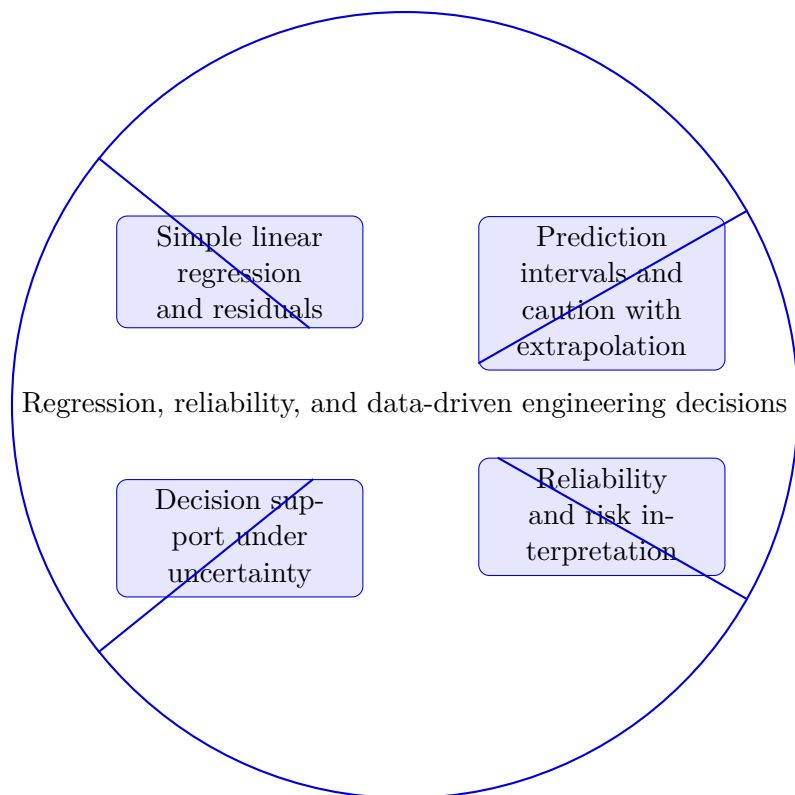 Simple linear
regression
and residuals
Prediction
intervals and
caution with
extrapolation
Regression, reliability, and data-driven engineering decisions
Decision sup-
port under
uncertainty
Reliability
and risk in-
terpretation